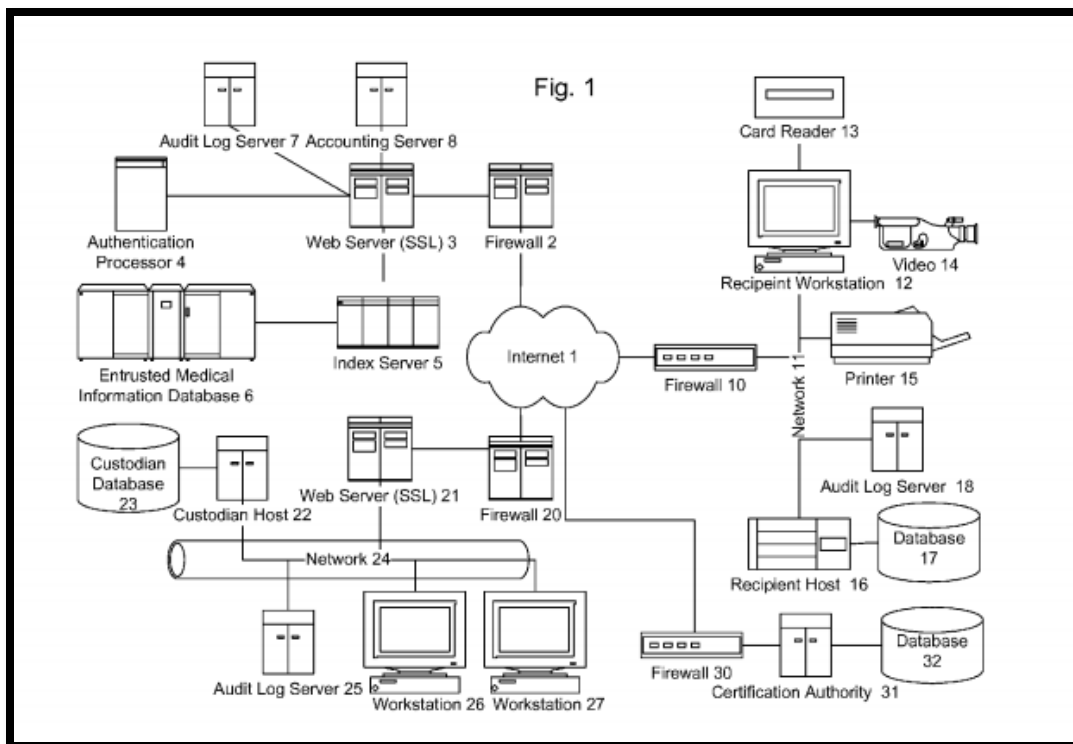 Fig. 1
Card Reader 13
Audit Log Server 7
Accounting Server 8
Authentication
Processor 4
Web Server (SSL) 3
Firewall 2
Video 14
Recipeint Workstation 12
Entrusted Medical
Information Database 6
Index Server 5
Internet 1
Firewall 10
Network 11
Printer 15
Custodian
Database
23
Custodian Host 22
Web Server (SSL) 21
Firewall 20
Audit Log Server 18
Network 24
Recipient Host 16
Database
17
Audit Log Server 25
Workstation 26
Workstation 27
Firewall 30
Certification Authority 31
Database
32